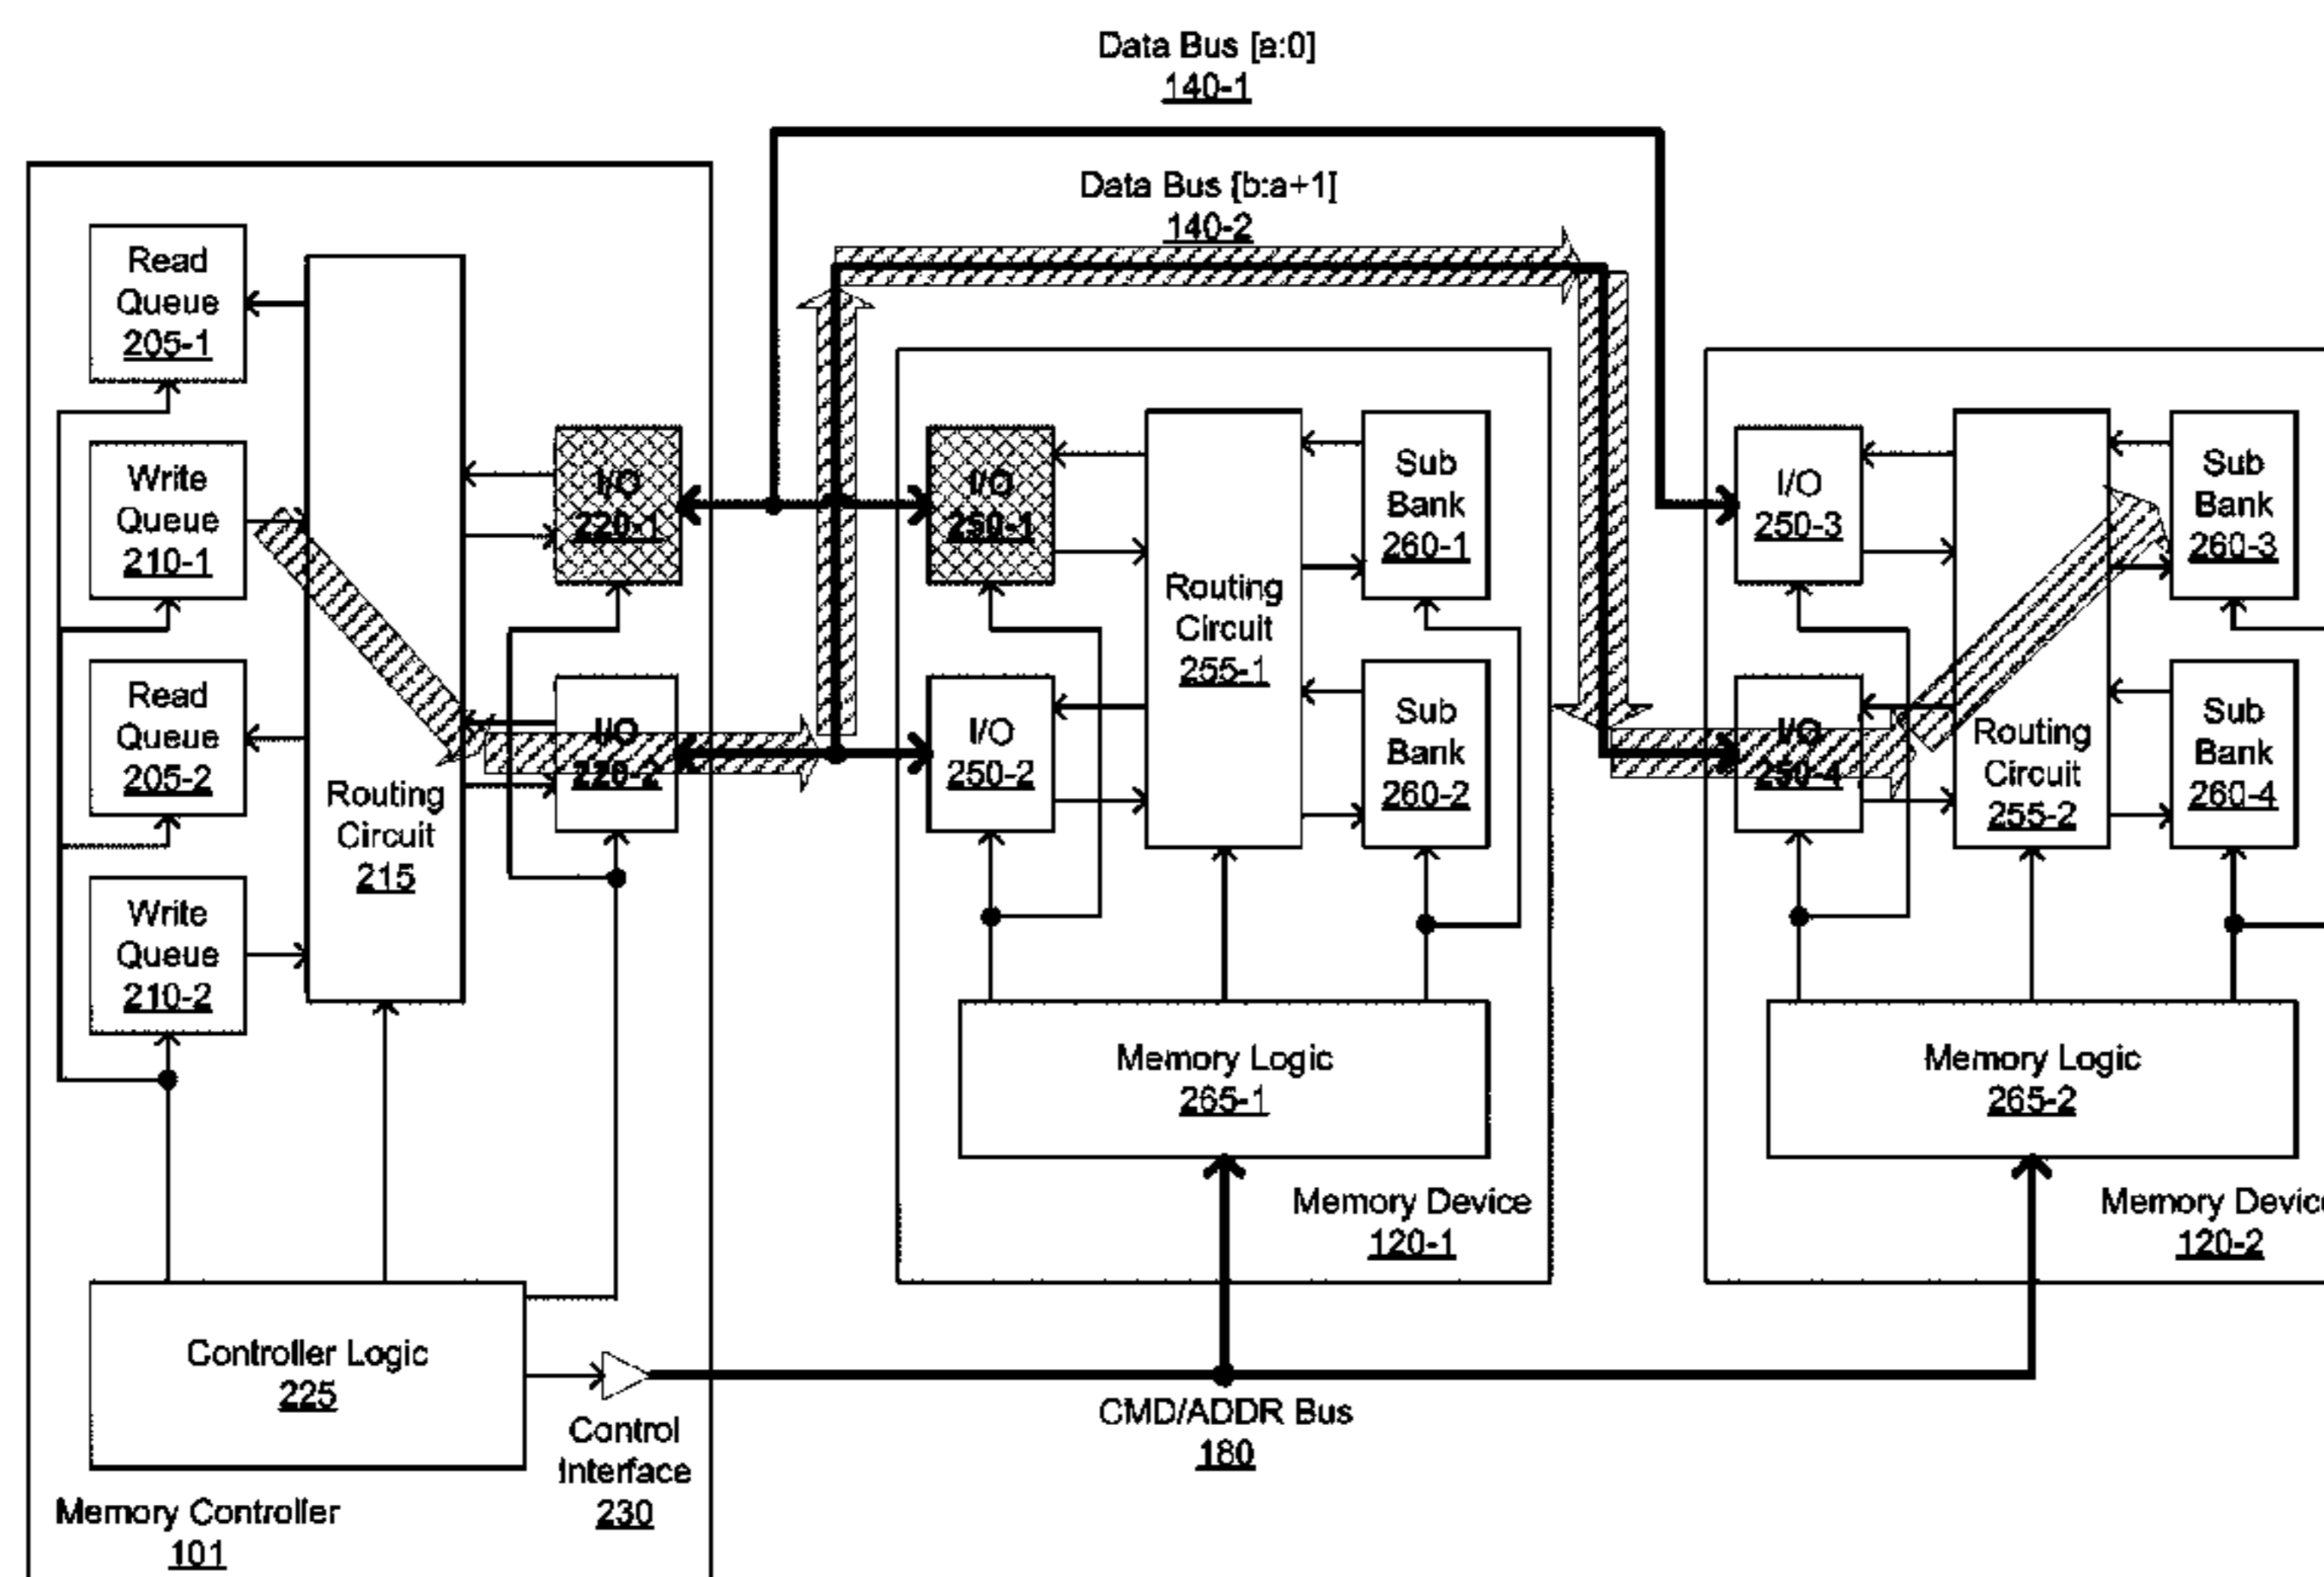 Data Bus [a:0]
140-1
Data Bus [b:a+1]
140-2
Read
Queue
205-1
Write
Queue
210-1
Read
Queue
205-2
Write
Queue
210-2
Routing
Circuit
215
I/O
220-1
I/O
220-2
Controller Logic
225
Control
Interface
230
Memory Controller
101
I/O
250-1
I/O
250-2
Routing
Circuit
255-1
Sub
Bank
260-1
Sub
Bank
260-2
Memory Logic
265-1
Memory Device
120-1
I/O
250-3
I/O
250-4
Routing
Circuit
255-2
Sub
Bank
260-3
Sub
Bank
260-4
Memory Logic
265-2
Memory Device
120-2
CMD/ADDR Bus
180